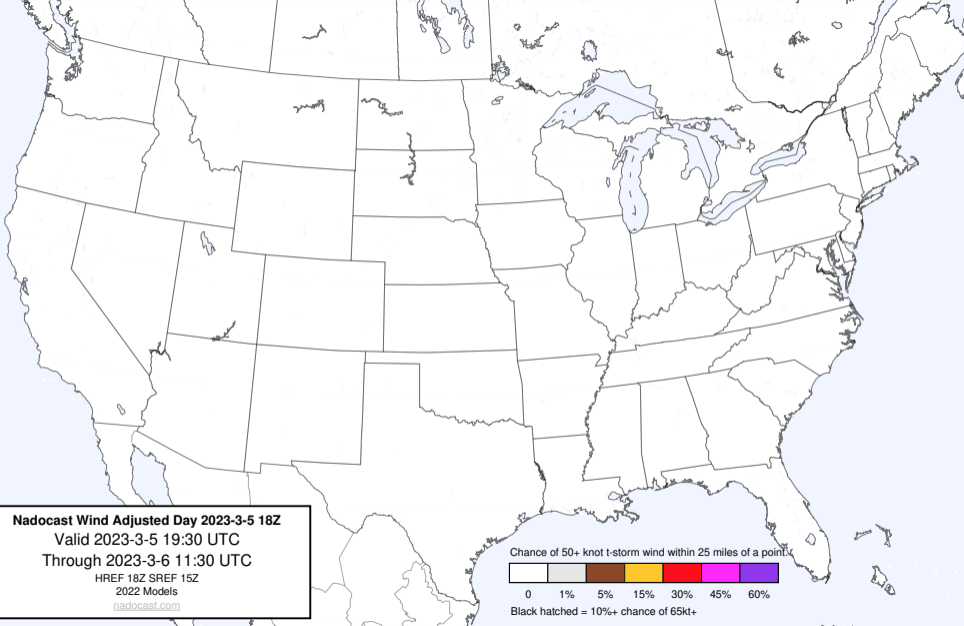 Nadocast Wind Adjusted Day 2023-3-5 18Z
Valid 2023-3-5 19:30 UTC
Through 2023-3-6 11:30 UTC
HREF 18Z SREF 15Z
2022 Models
nadocast.com
Chance of 50+ knot t-storm wind within 25 miles of a point.
0 1% 5% 15% 30% 45% 60%
Black hatched = 10%+ chance of 65kt+